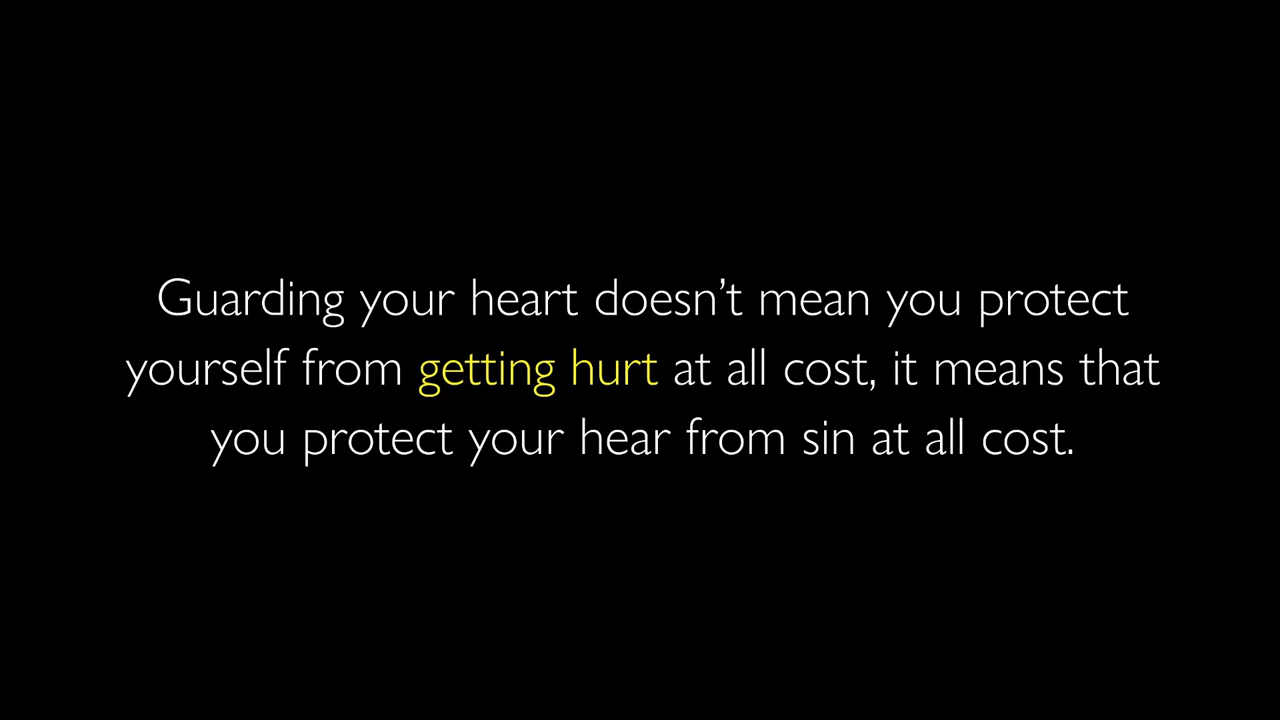 Guarding your heart doesn’t mean you protect
yourself from getting hurt at all cost, it means that
you protect your hear from sin at all cost.